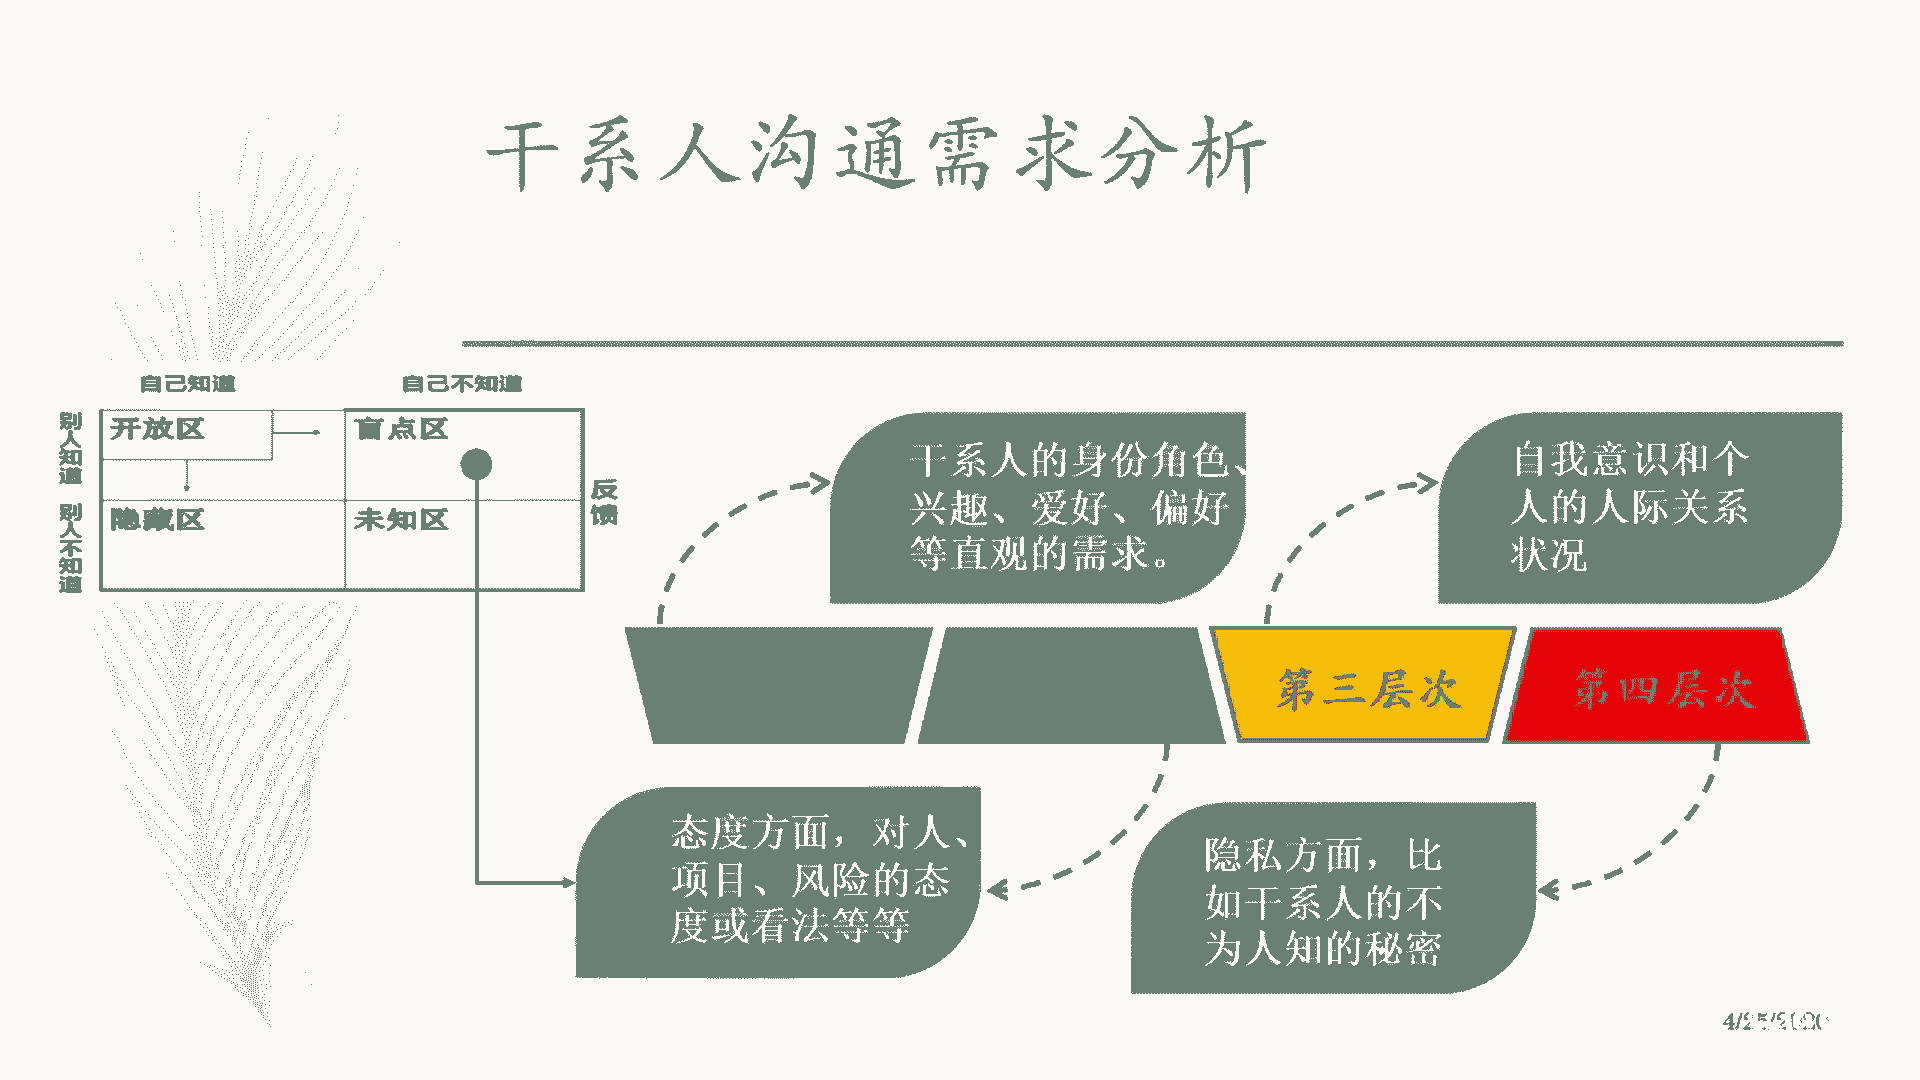 干系人沟通需求分析
自己知道
自己不知道
别人知道
别人不知道
开放区
盲点区
隐藏区
未知区
反馈
干系人的身份角色、
兴趣、爱好、偏好
等直观的需求。
自我意识和个
人的人际关系
状况
第三层次
第四层次
态度方面，对人、
项目、风险的态
度或看法等等
隐私方面，比
如干系人的不
为人知的秘密